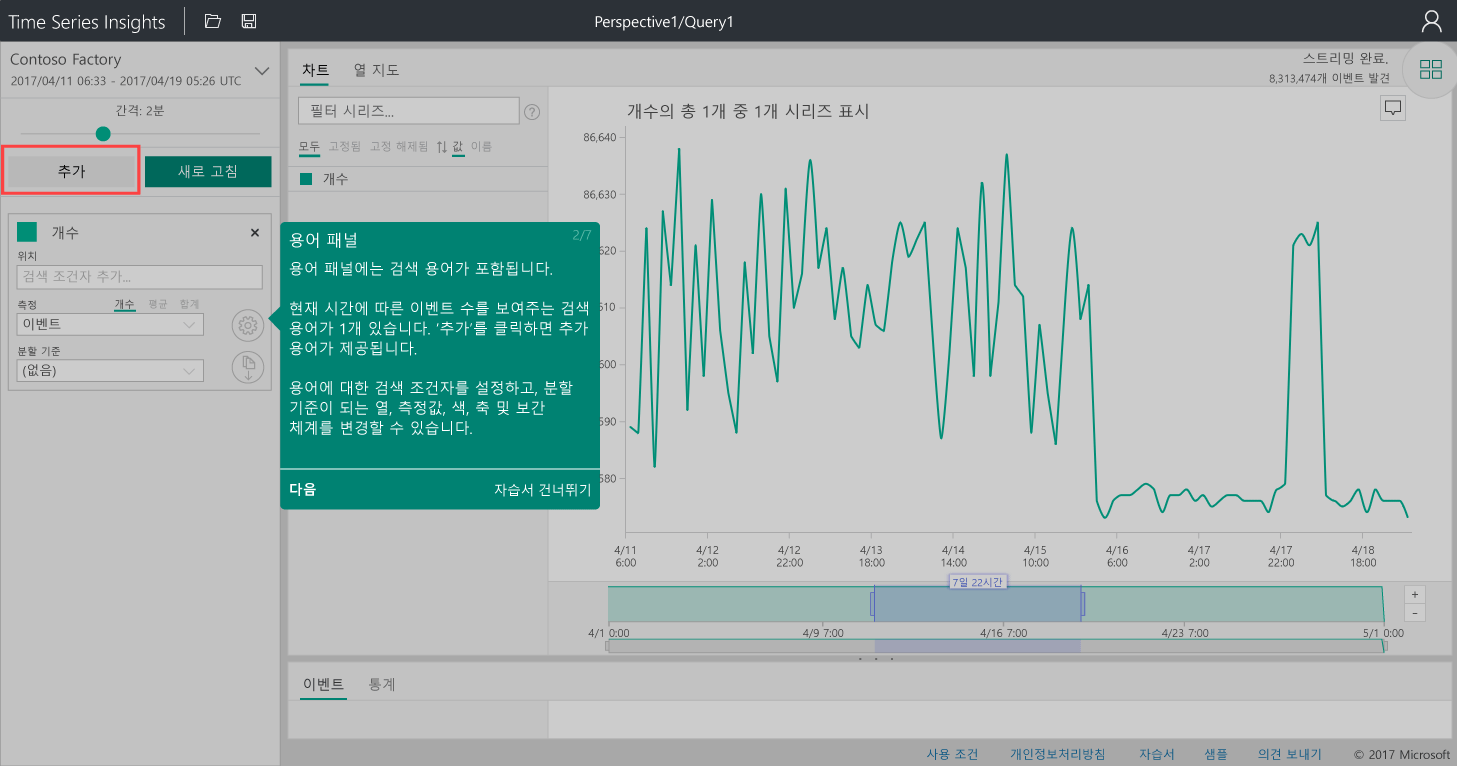 Time Series Insights
Perspective1/Query1
Contoso Factory
2017/04/11 06:33 - 2017/04/19 05:26 UTC
간격: 2분
추가
새로 고침
개수
×
위치
검색 조건자 추가...
측정
개수 평균 합계
이벤트
분할 기준
(없음)
용어 패널
2/7
용어 패널에는 검색 용어가 포함됩니다.
현재 시간에 따른 이벤트 수를 보여주는 검색
용어가 1개 있습니다. '추가'를 클릭하면 추가
용어가 제공됩니다.
용어에 대한 검색 조건자를 설정하고, 분할
기준이 되는 열, 측정값, 색, 축 및 보간
체계를 변경할 수 있습니다.
다음
자습서 건너뛰기
차트
열 지도
스트리밍 완료.
8,313,474개 이벤트 발견
필터 시리즈...
?
모두 고정됨 고정 해제됨 값 이름
개수
개수의 총 1개 중 1개 시리즈 표시
86,640
86,630
620
610
600
590
580
4/11 4/12 4/12 4/13 4/14 4/15 4/16 4/17 4/17 4/18
6:00 2:00 22:00 18:00 14:00 10:00 6:00 2:00 22:00 18:00
7일 22시간
+
-
4/1 0:00 4/9 7:00 4/16 7:00 4/23 7:00 5/1 0:00
이벤트
통계
사용 조건 개인정보처리방침 자습서 샘플 의견 보내기 © 2017 Microsoft